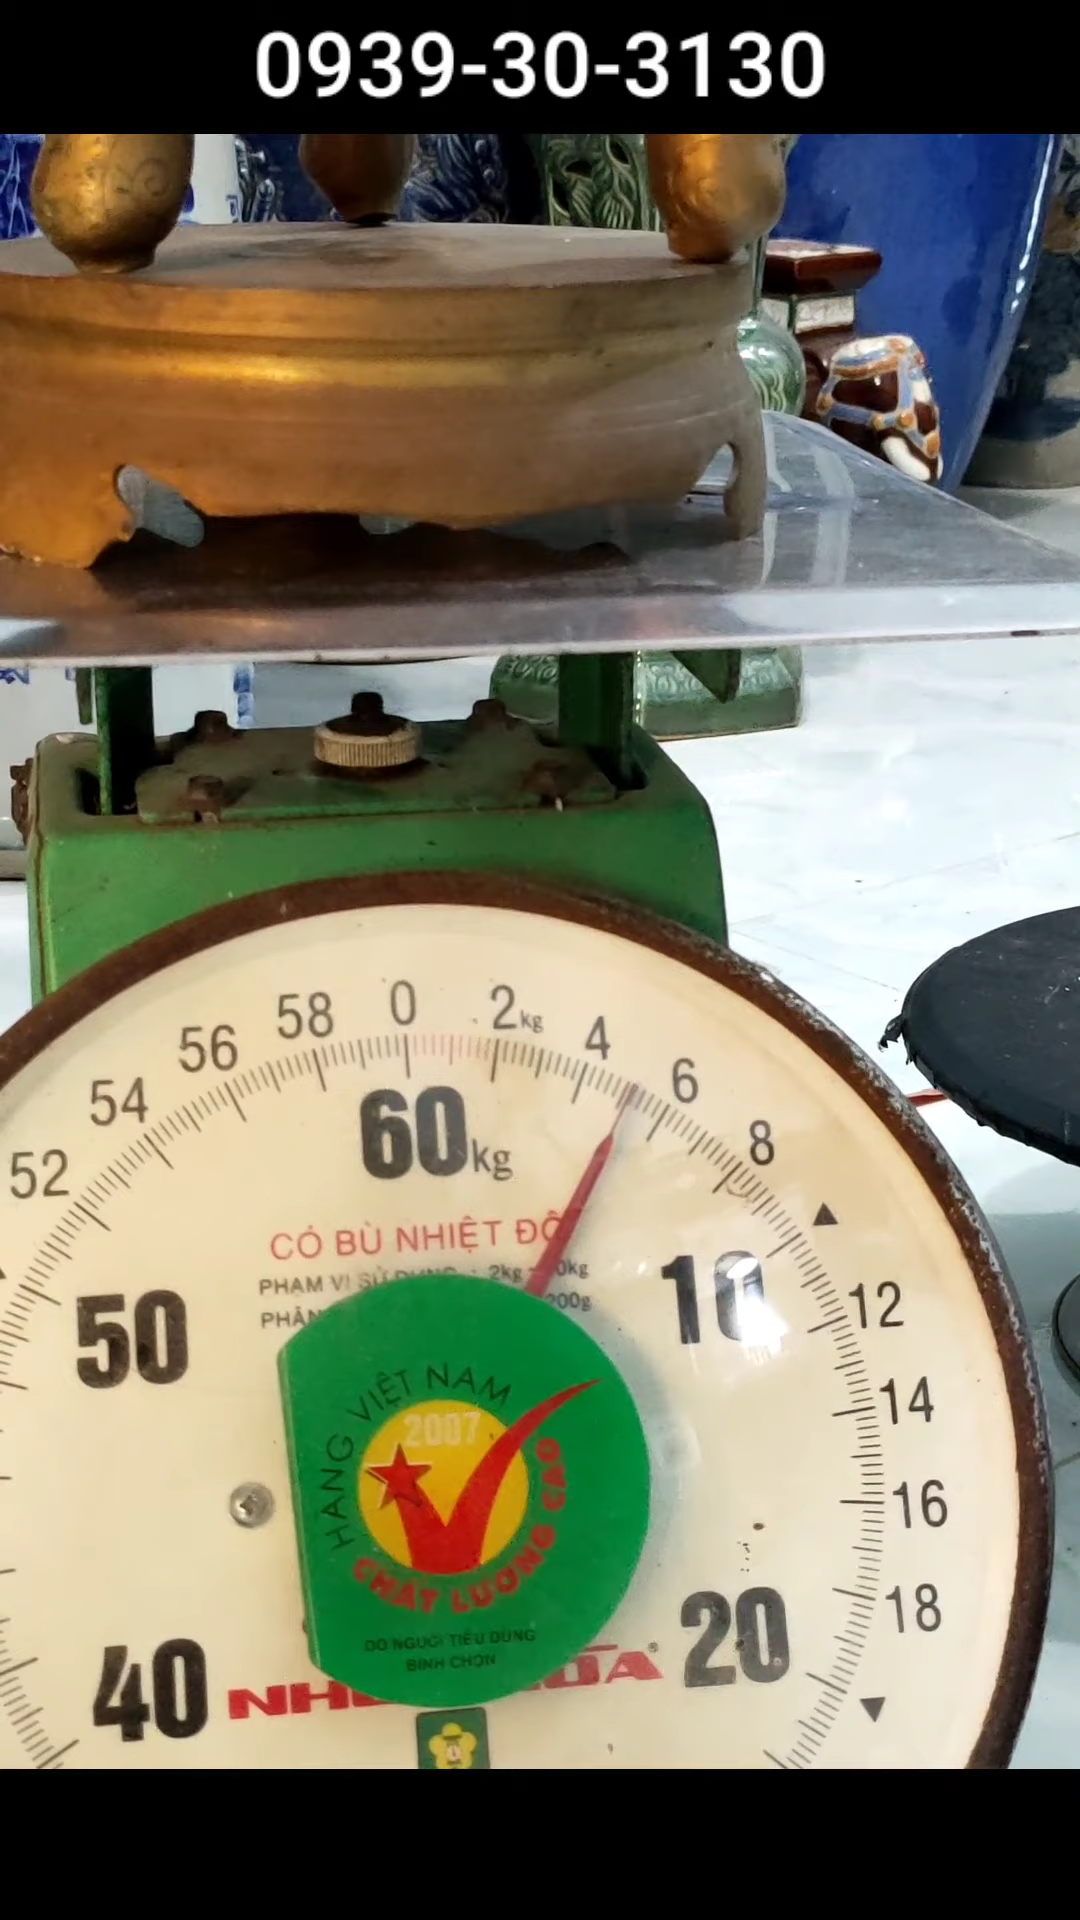 0939-30-3130
58 0 2kg 4
56 6
54 8
52
60kg
CÓ BÙ NHIỆT ĐỘ
PHẠM VI SỬ DỤNG : 2kg
200g
10
12
50
14
16
18
20
40
HÀNG VIỆT NAM
2007
CHẤT LƯỢNG CAO
DO NGƯỜI TIÊU DÙNG
BÌNH CHỌN